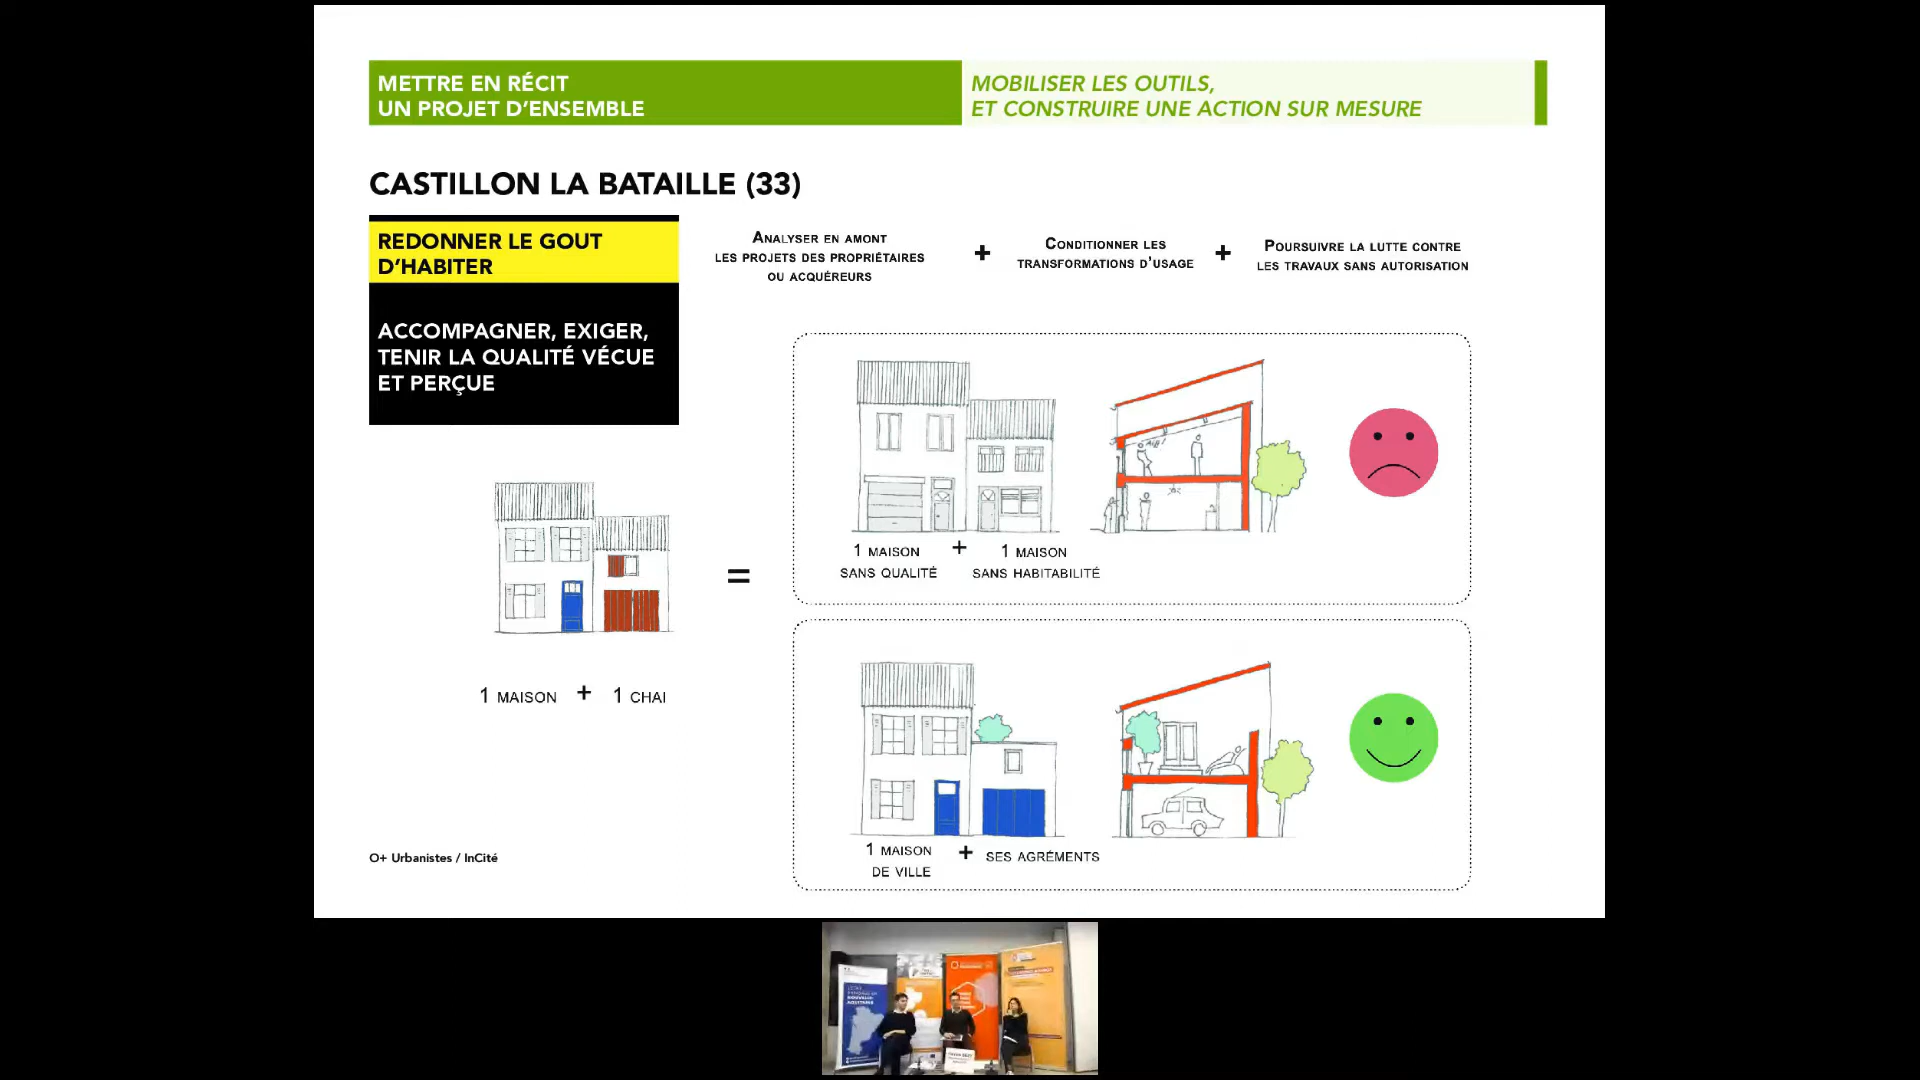 METTRE EN RÉCIT
UN PROJET D'ENSEMBLE
MOBILISER LES OUTILS,
ET CONSTRUIRE UNE ACTION SUR MESURE
CASTILLON LA BATAILLE (33)
REDONNER LE GOUT
D'HABITER
ACCOMPAGNER, EXIGER,
TENIR LA QUALITÉ VÉCUE
ET PERÇUE
ANALYSER EN AMONT
LES PROJETS DES PROPRIÉTAIRES
OU ACQUÉREURS
+
CONDITIONNER LES
TRANSFORMATIONS D'USAGE
+
POURSUIVRE LA LUTTE CONTRE
LES TRAVAUX SANS AUTORISATION
1 MAISON + 1 CHAI
=
1 MAISON + 1 MAISON
SANS QUALITÉ SANS HABITABILITÉ
1 MAISON + SES AGRÉMENTS
DE VILLE
O+ Urbanistes / InCité